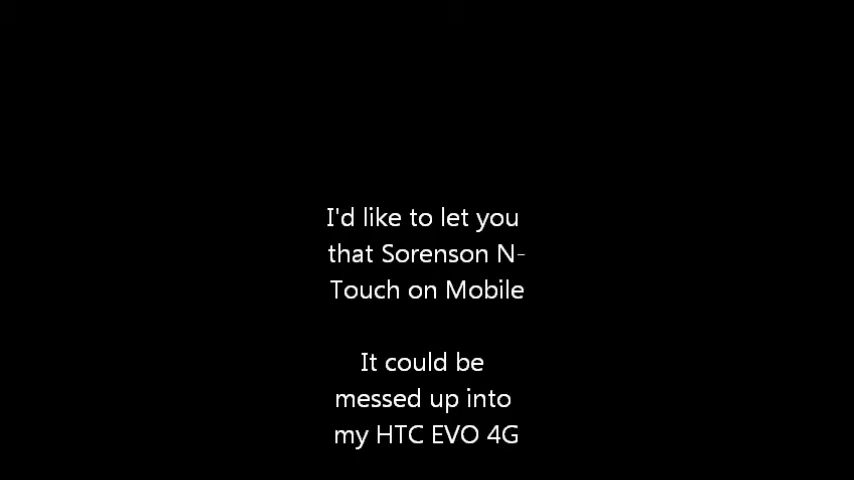 I'd like to let you
that Sorenson N-
Touch on Mobile
It could be
messed up into
my HTC EVO 4G